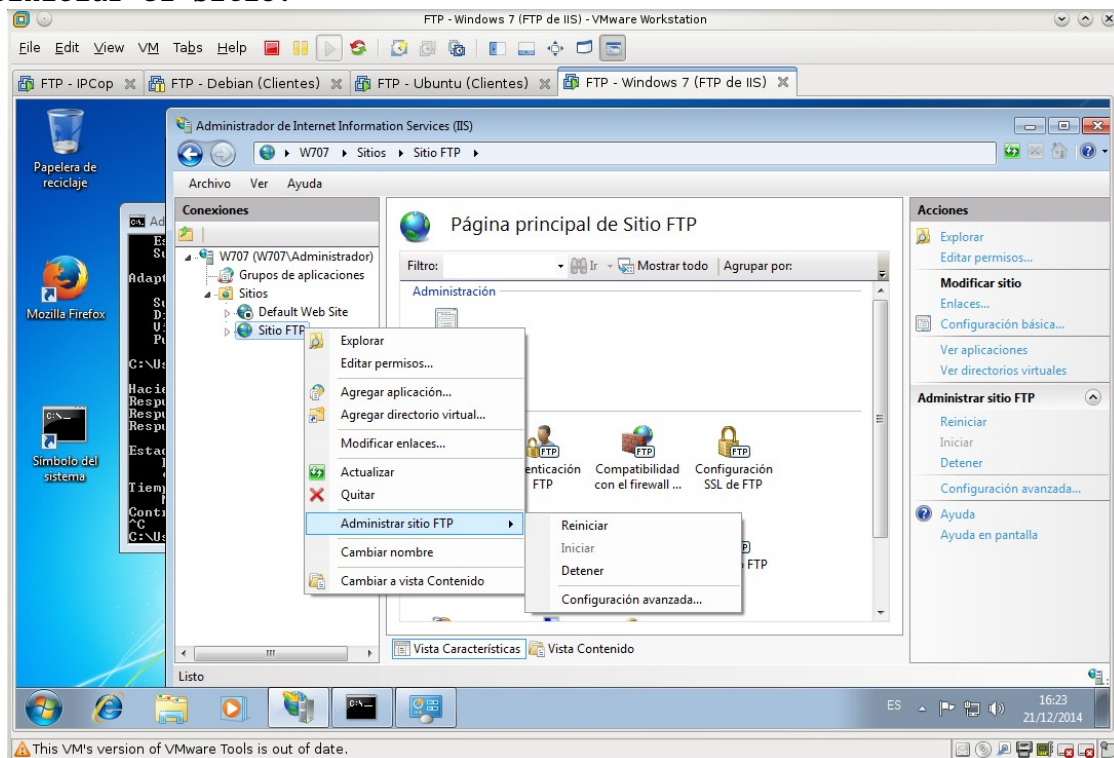 FTP - Windows 7 (FTP de IIS) - VMware Workstation
File Edit View VM Tabs Help
FTP - IPCop FTP - Debian (Clientes) FTP - Ubuntu (Clientes) FTP - Windows 7 (FTP de IIS)
Papelera de
reciclaje
Mozilla Firefox
Símbolo del
sistema
Administrador de Internet Information Services (IIS)
W707 Sitios Sitio FTP
Archivo Ver Ayuda
Conexiones
W707 (W707\Administrador)
Grupos de aplicaciones
Sitios
Default Web Site
Sitio FTP
Explorar
Editar permisos...
Agregar aplicación...
Agregar directorio virtual...
Modificar enlaces...
Actualizar
Quitar
Administrar sitio FTP
Cambiar nombre
Cambiar a vista Contenido
Reiniciar
Iniciar
Detener
Configuración avanzada...
Página principal de Sitio FTP
Filtro: Ir Mostrar todo Agrupar por:
Administración
FTP
Compatibilidad
con el firewall ...
Configuración
SSL de FTP
FTP
Vista Características Vista Contenido
Acciones
Explorar
Editar permisos...
Modificar sitio
Enlaces...
Configuración básica...
Ver aplicaciones
Ver directorios virtuales
Administrar sitio FTP
Reiniciar
Iniciar
Detener
Configuración avanzada...
Ayuda
Ayuda en pantalla
Listo
ES
16:23
21/12/2014
This VM's version of VMware Tools is out of date.